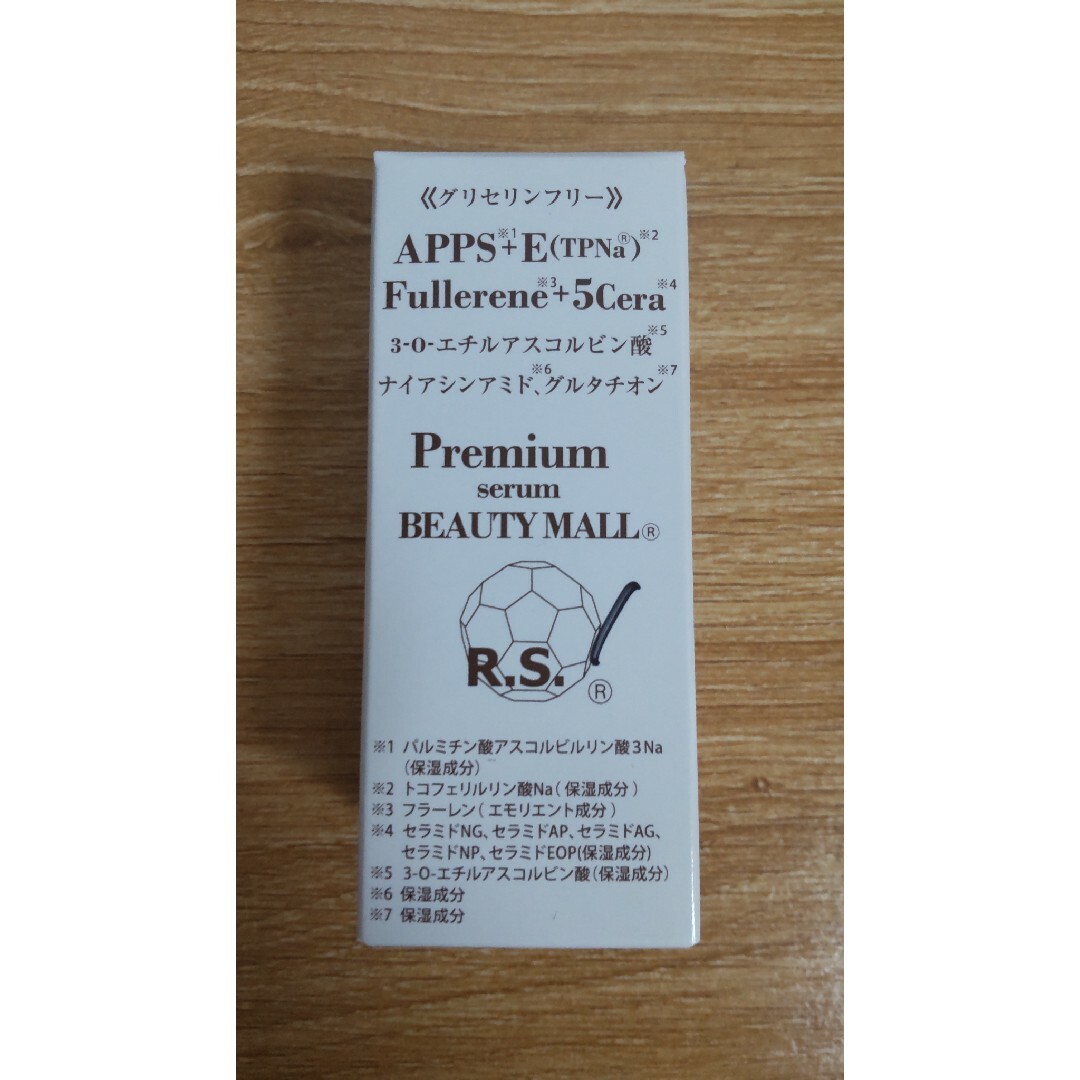 《グリセリンフリー》
APPS※1+E(TPNa®)※2
Fullerene※3+5Cera※4
3-O-エチルアスコルビン酸※5
ナイアシンアミド※6、グルタチオン※7
Premium
serum
BEAUTY MALL®
R.S.®
※1 パルミチン酸アスコルビルリン酸3Na
(保湿成分)
※2 トコフェリルリン酸Na(保湿成分)
※3 フラーレン(エモリエント成分)
※4 セラミドNG、セラミドAP、セラミドAG、
セラミドNP、セラミドEOP(保湿成分)
※5 3-O-エチルアスコルビン酸(保湿成分)
※6 保湿成分
※7 保湿成分